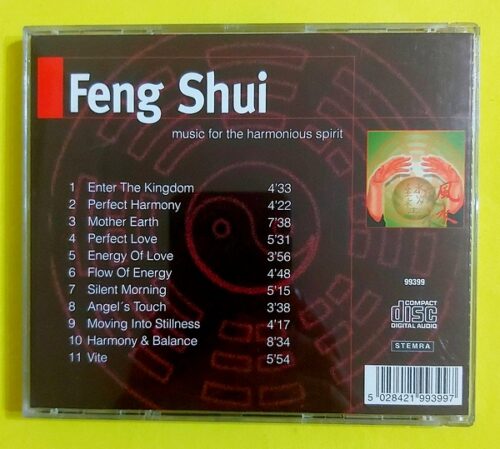 Feng Shui
music for the harmonious spirit
1 Enter The Kingdom 4'33
2 Perfect Harmony 4'22
3 Mother Earth 7'38
4 Perfect Love 5'31
5 Energy Of Love 3'56
6 Flow Of Energy 4'48
7 Silent Morning 5'15
8 Angel´s Touch 3'38
9 Moving Into Stillness 4'17
10 Harmony & Balance 8'34
11 Vite 5'54
99399
COMPACT
disc
DIGITAL AUDIO
STEMRA
5 028421 993997